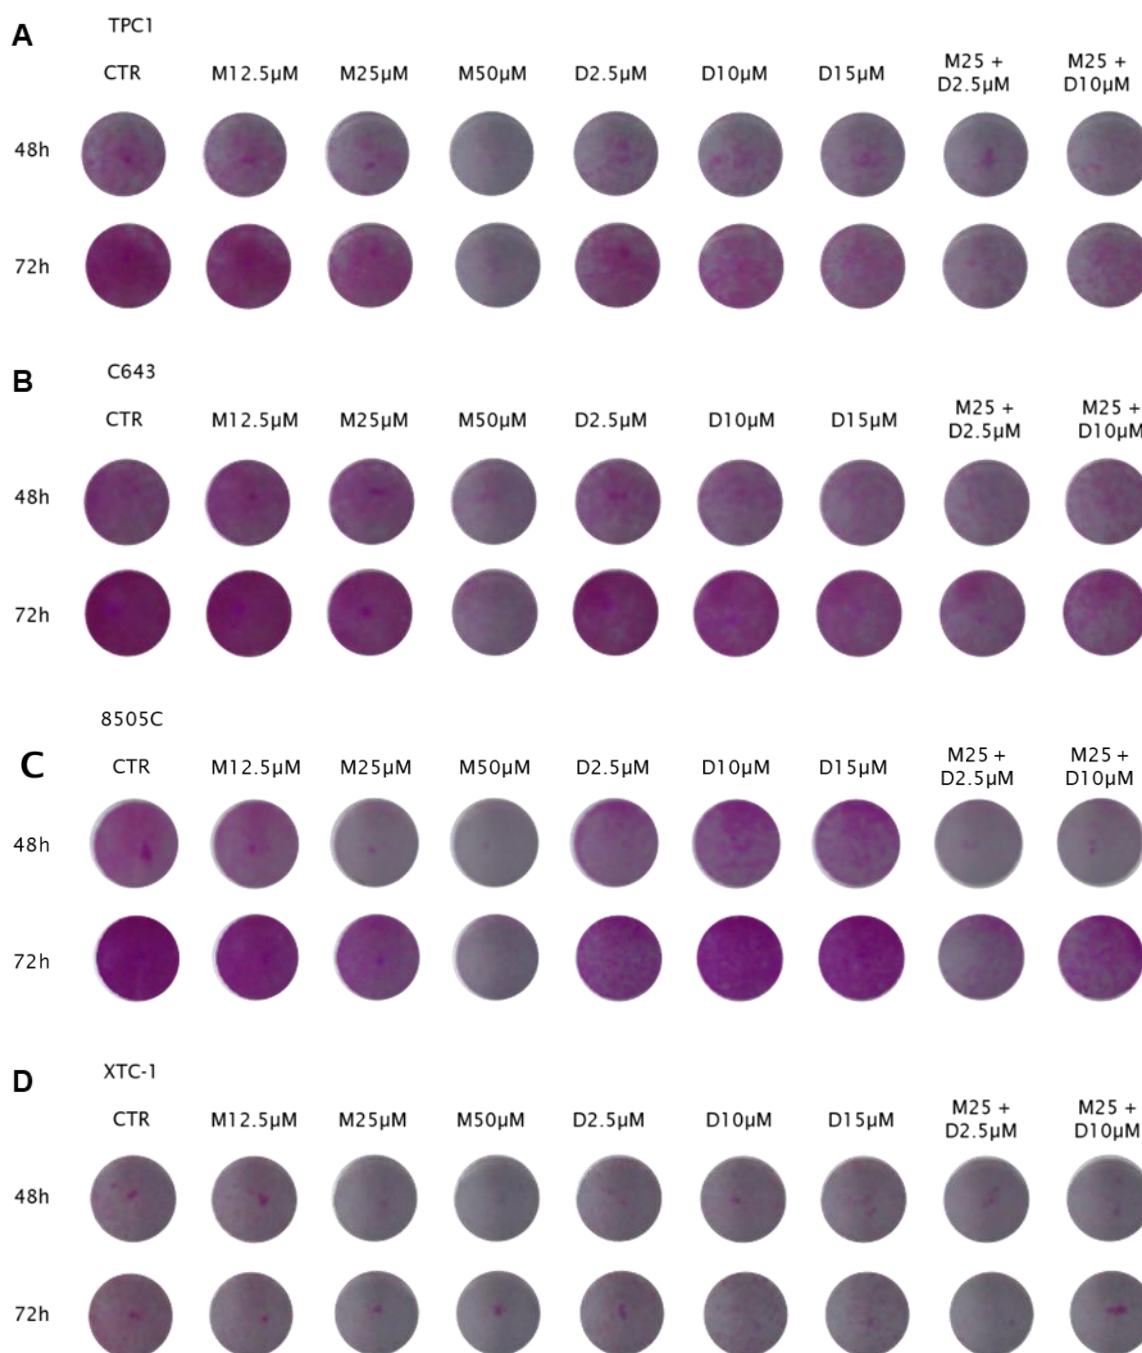 A
TPC1
CTR M12.5µM M25µM M50µM D2.5µM D10µM D15µM M25 + D2.5µM M25 + D10µM
48h
72h
B
C643
CTR M12.5µM M25µM M50µM D2.5µM D10µM D15µM M25 + D2.5µM M25 + D10µM
48h
72h
8505C
C
CTR M12.5µM M25µM M50µM D2.5µM D10µM D15µM M25 + D2.5µM M25 + D10µM
48h
72h
D
XTC-1
CTR M12.5µM M25µM M50µM D2.5µM D10µM D15µM M25 + D2.5µM M25 + D10µM
48h
72h